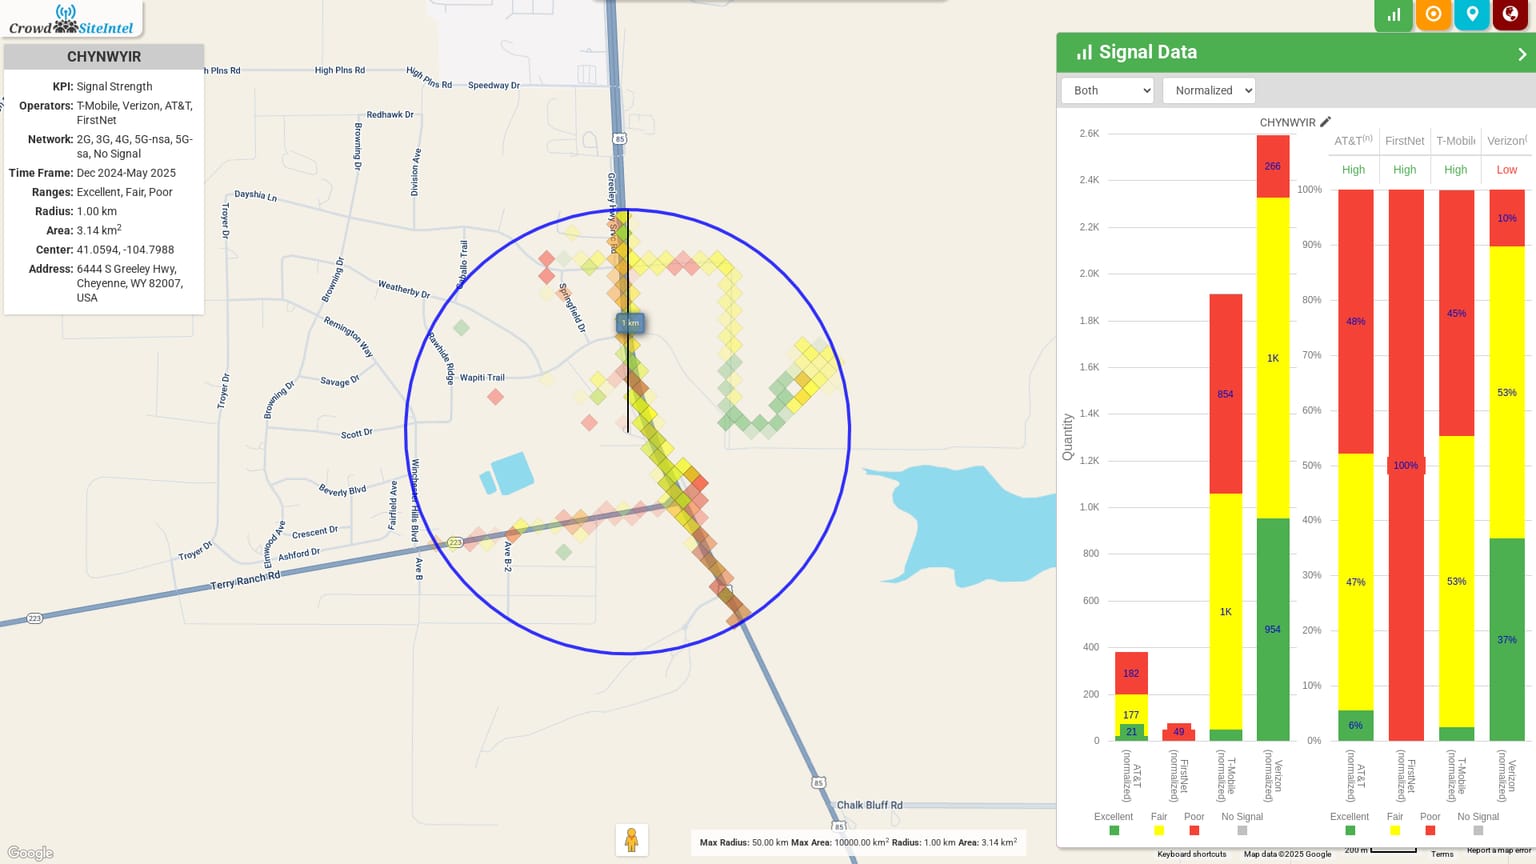 Crowd SiteIntel
CHYNWYIR
KPI: Signal Strength
Operators: T-Mobile, Verizon, AT&T,
FirstNet
Network: 2G, 3G, 4G, 5G-nsa, 5G-
sa, No Signal
Time Frame: Dec 2024-May 2025
Ranges: Excellent, Fair, Poor
Radius: 1.00 km
Area: 3.14 km²
Center: 41.0594, -104.7988
Address: 6444 S Greeley Hwy,
Cheyenne, WY 82007,
USA
h Plns Rd
High Plns Rd
High Plns Rd
Speedway Dr
Redhawk Dr
Browning Dr
Division Ave
85
Greeley Hwy Srvc Rd
Dayshia Ln
Troyer Dr
Caballo Trail
Browning Dr
Weatherby Dr
Springfield Dr
1 km
Remington Way
Rawhide Ridge
Wapiti Trail
Savage Dr
Troyer Dr
Browning Dr
Scott Dr
Winchester Hills Blvd
Beverly Blvd
Fairfield Ave
Crescent Dr
Elmwood Ave
Ashford Dr
Troyer Dr
223
Ave B
Ave B-2
Terry Ranch Rd
223
85
Chalk Bluff Rd
85
Google
Max Radius: 50.00 km Max Area: 10000.00 km² Radius: 1.00 km Area: 3.14 km²
Signal Data
Both
Normalized
CHYNWYIR
2.6K
2.4K
2.2K
2.0K
1.8K
1.6K
1.4K
1.2K
1.0K
800
600
400
200
0
Quantity
182
177
21
49
854
1K
266
1K
954
AT&T (normalized)
FirstNet (normalized)
T-Mobile (normalized)
Verizon (normalized)
Excellent Fair Poor No Signal
AT&T(n) FirstNet T-Mobile Verizon(
High High High Low
100%
90%
80%
70%
60%
50%
40%
30%
20%
10%
0%
48%
47%
6%
100%
45%
53%
10%
53%
37%
AT&T (normalized)
FirstNet (normalized)
T-Mobile (normalized)
Verizon (normalized)
Excellent Fair Poor No Signal
Keyboard shortcuts Map data ©2025 Google 200 m Terms Report a map error